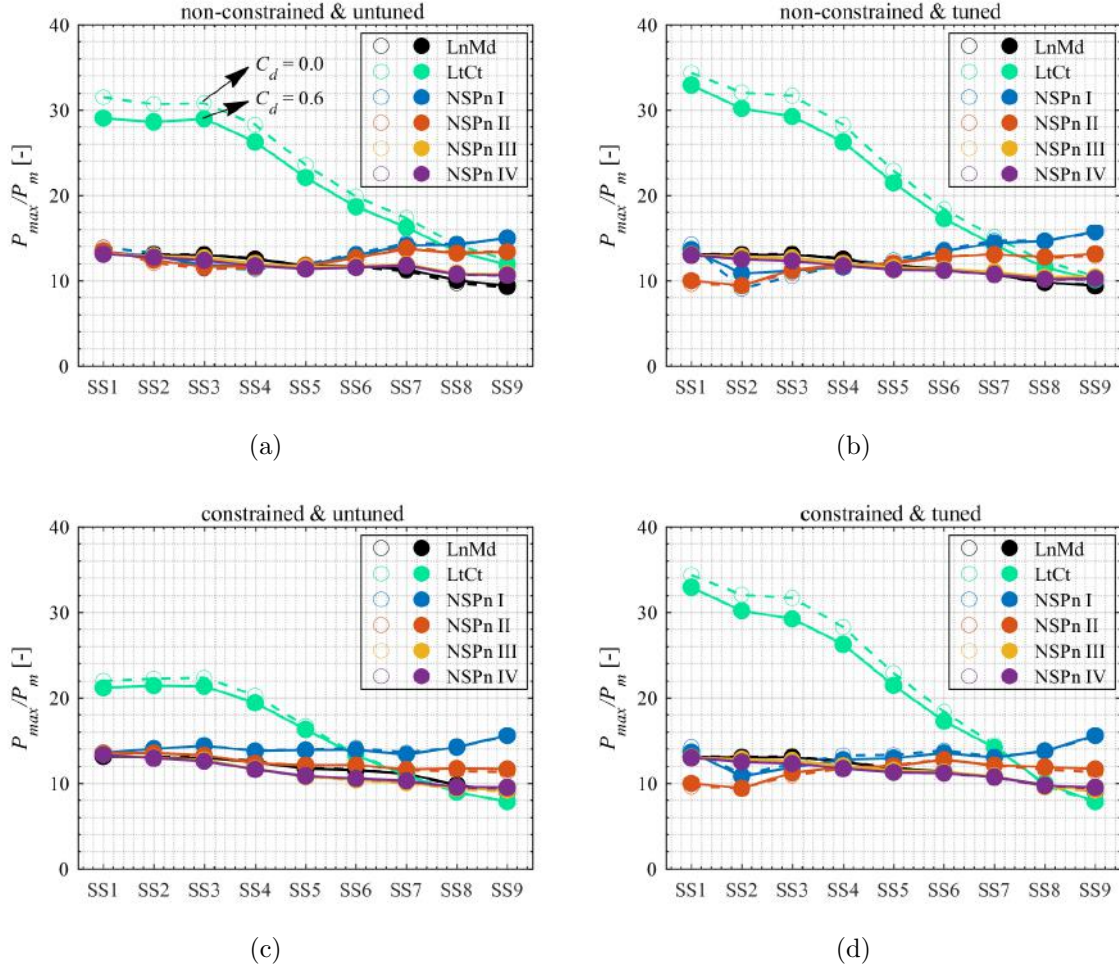 non-constrained & untuned
40
30
20
10
0
P_max/P_m [-]
C_d = 0.0
C_d = 0.6
LnMd
LtCt
NSPn I
NSPn II
NSPn III
NSPn IV
SS1 SS2 SS3 SS4 SS5 SS6 SS7 SS8 SS9
(a)
non-constrained & tuned
40
30
20
10
0
P_max/P_m [-]
LnMd
LtCt
NSPn I
NSPn II
NSPn III
NSPn IV
SS1 SS2 SS3 SS4 SS5 SS6 SS7 SS8 SS9
(b)
constrained & untuned
40
30
20
10
0
P_max/P_m [-]
LnMd
LtCt
NSPn I
NSPn II
NSPn III
NSPn IV
SS1 SS2 SS3 SS4 SS5 SS6 SS7 SS8 SS9
(c)
constrained & tuned
40
30
20
10
0
P_max/P_m [-]
LnMd
LtCt
NSPn I
NSPn II
NSPn III
NSPn IV
SS1 SS2 SS3 SS4 SS5 SS6 SS7 SS8 SS9
(d)